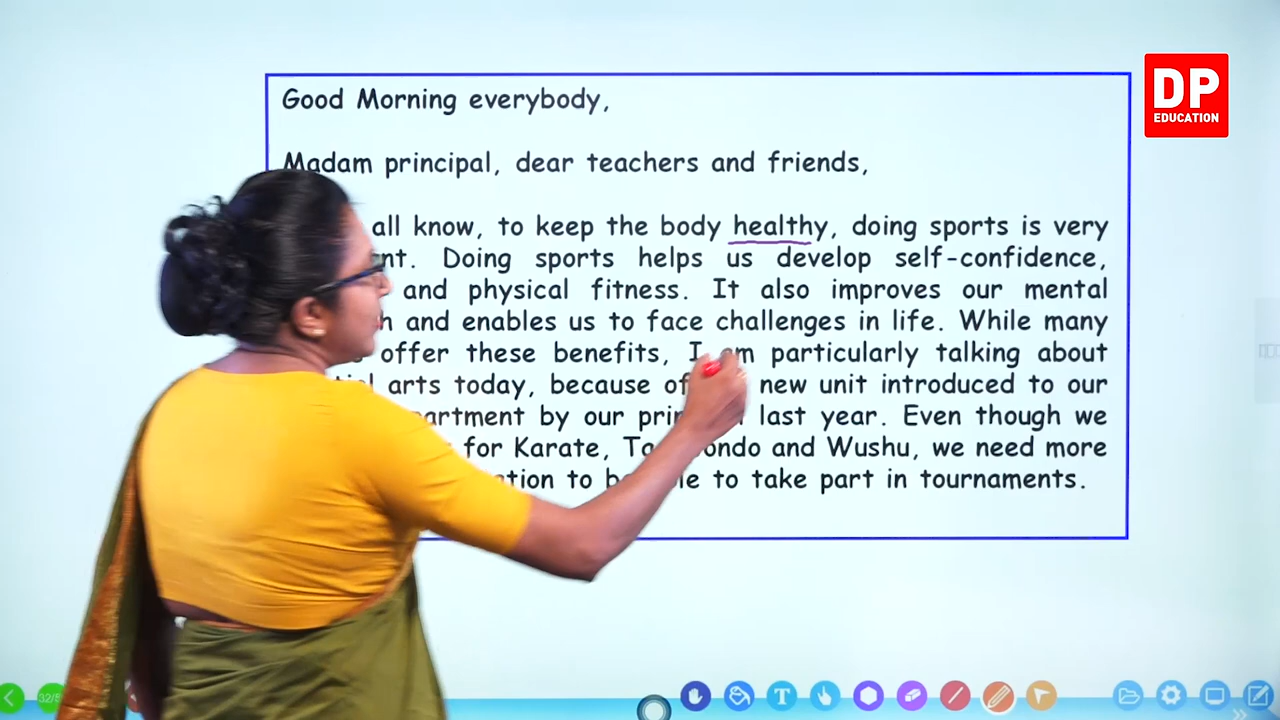 Good Morning everybody,
DP
EDUCATION
Madam principal, dear teachers and friends,
all know, to keep the body healthy, doing sports is very
Doing sports helps us develop self-confidence,
and physical fitness. It also improves our mental
and enables us to face challenges in life. While many
offer these benefits, I am particularly talking about
arts today, because of new unit introduced to our
by our last year. Even though we
for Karate, and Wushu, we need more
to to take part in tournaments.